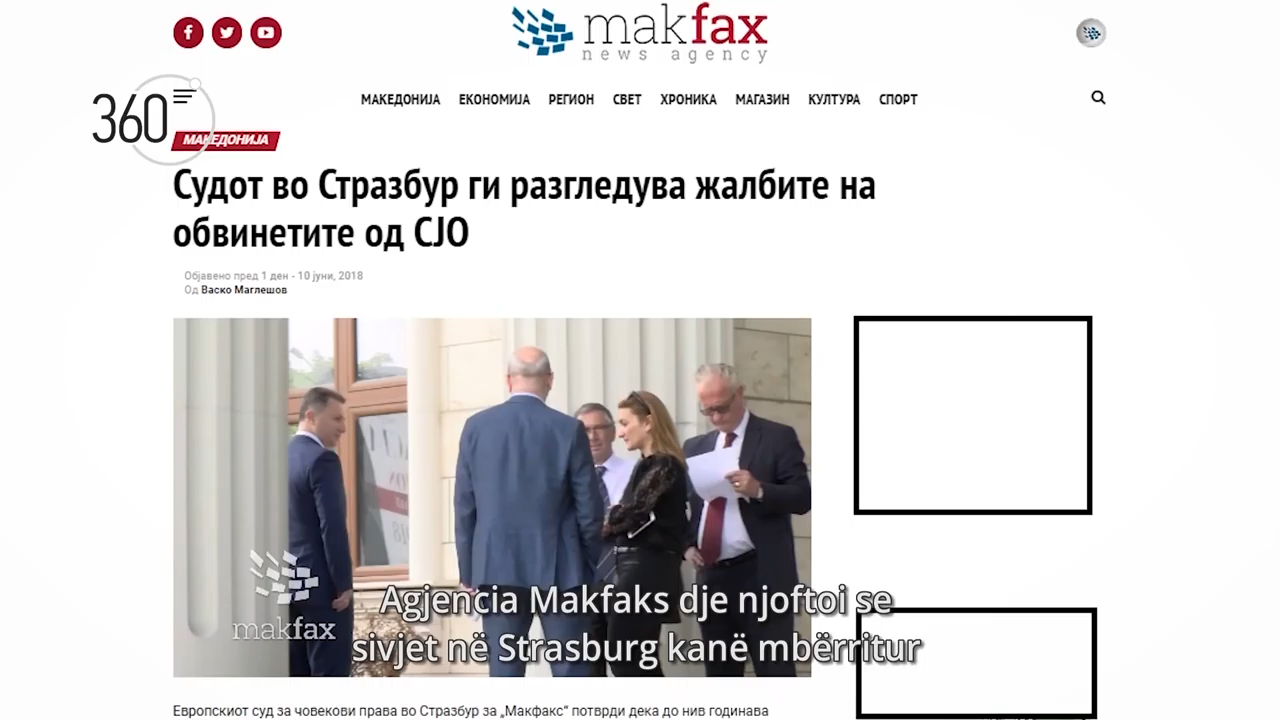 makfax
news agency
360
МАКЕДОНИЈА ЕКОНОМИЈА РЕГИОН СВЕТ ХРОНИКА МАГАЗИН КУЛТУРА СПОРТ
МАКЕДОНИЈА
Судот во Стразбур ги разгледува жалбите на
обвинетите од СЈО
Објавено пред 1 ден - 10 јуни, 2018
Од Васко Маглешов
makfax
Agjencia Makfaks dje njoftoi se
sivjet në Strasburg kanë mbërritur
Европскиот суд за човекови права во Стразбур за „Макфакс“ потврди дека до нив годинава